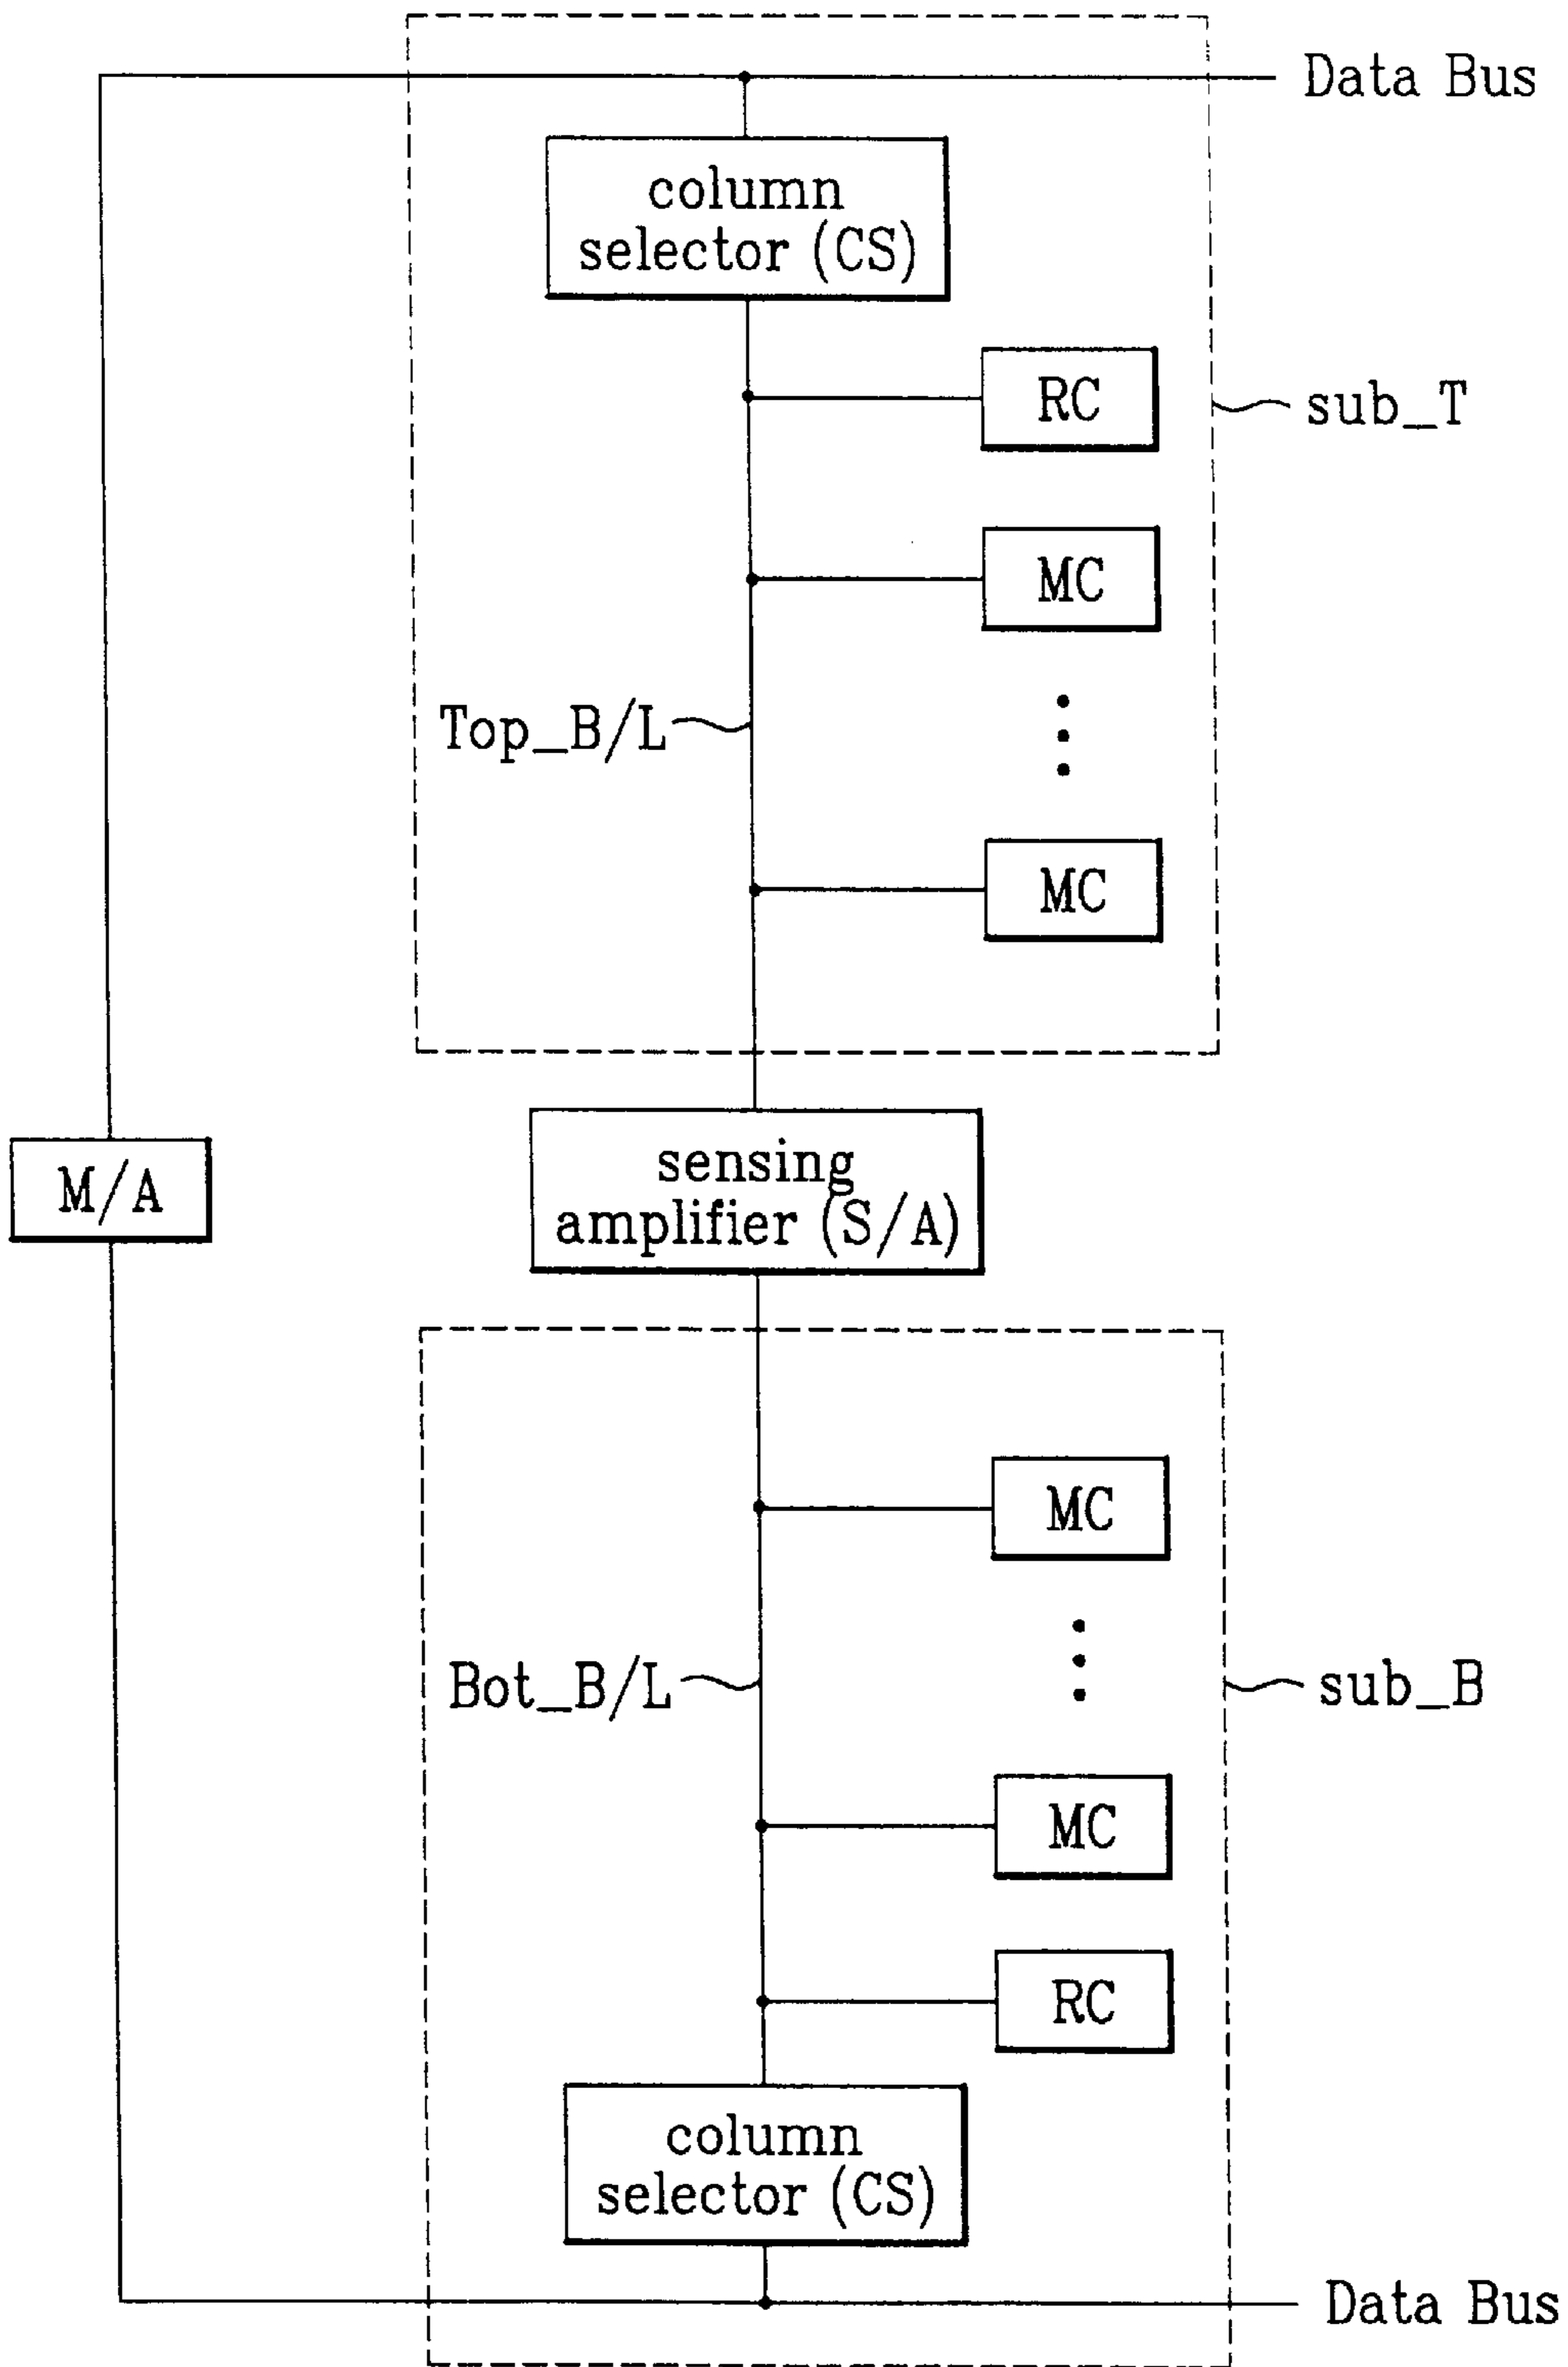 Data Bus
column
selector (CS)
RC
sub_T
MC
Top_B/L
MC
M/A
sensing
amplifier (S/A)
MC
Bot_B/L
sub_B
MC
RC
column
selector (CS)
Data Bus